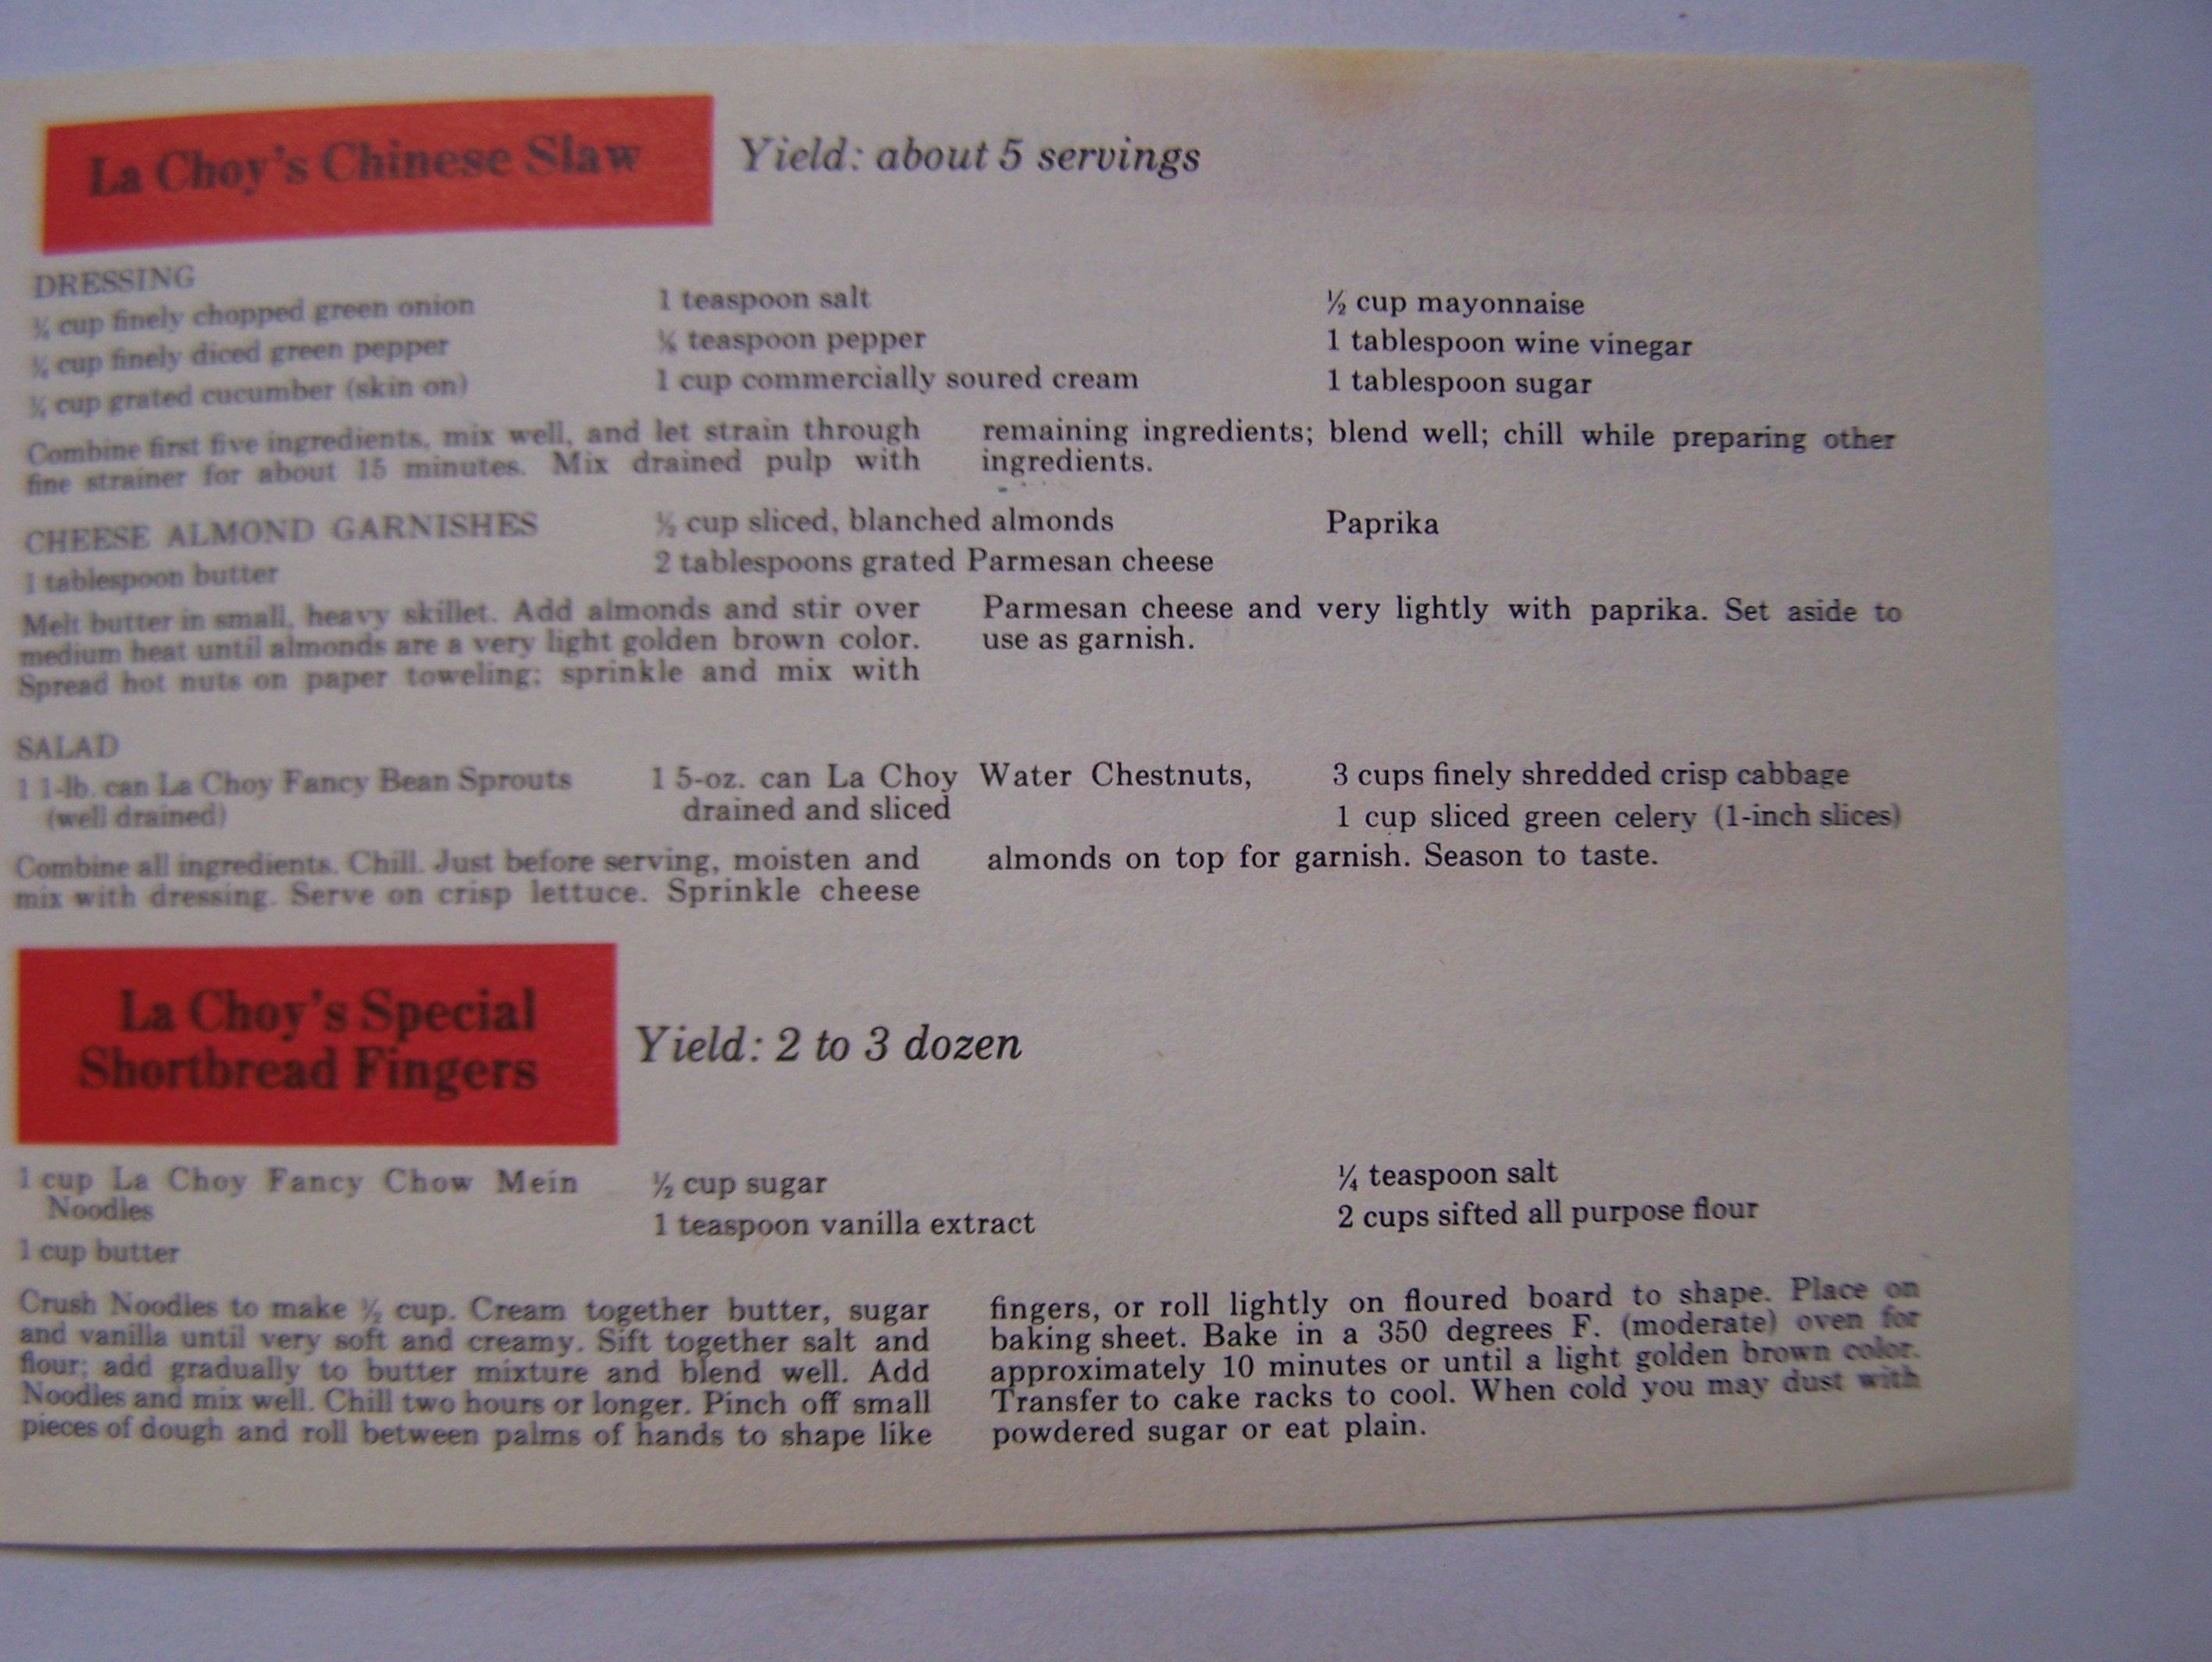 La Choy's Chinese Slaw
Yield: about 5 servings
DRESSING
¼ cup finely chopped green onion
¼ cup finely diced green pepper
¼ cup grated cucumber (skin on)
1 teaspoon salt
teaspoon pepper
1 cup commercially soured cream
½ cup mayonnaise
1 tablespoon wine vinegar
1 tablespoon sugar
Combine first five ingredients, mix well, and let strain through
fine strainer for about 15 minutes. Mix drained pulp with
remaining ingredients; blend well; chill while preparing other
ingredients.
CHEESE ALMOND GARNISHES
1 tablespoon butter
cup sliced, blanched almonds
2 tablespoons grated Parmesan cheese
Paprika
Melt butter in small, heavy skillet. Add almonds and stir over
medium heat until almonds are a very light golden brown color.
Spread hot nuts on paper toweling; sprinkle and mix with
Parmesan cheese and very lightly with paprika. Set aside to
use as garnish.
SALAD
1 1-lb. can La Choy Fancy Bean Sprouts
(well drained)
1 5-oz. can La Choy Water Chestnuts,
drained and sliced
3 cups finely shredded crisp cabbage
1 cup sliced green celery (1-inch slices)
Combine all ingredients. Chill. Just before serving, moisten and
mix with dressing. Serve on crisp lettuce. Sprinkle cheese
almonds on top for garnish. Season to taste.
La Choy's Special
Shortbread Fingers
Yield: 2 to 3 dozen
1 cup La Choy Fancy Chow Mein
Noodles
1 cup butter
½ cup sugar
1 teaspoon vanilla extract
¼ teaspoon salt
2 cups sifted all purpose flour
Crush Noodles to make ½ cup. Cream together butter, sugar
and vanilla until very soft and creamy. Sift together salt and
flour; add gradually to butter mixture and blend well. Add
Noodles and mix well. Chill two hours or longer. Pinch off small
pieces of dough and roll between palms of hands to shape like
fingers, or roll lightly on floured board to shape. Place on
baking sheet. Bake in a 350 degrees F. (moderate) oven for
approximately 10 minutes or until a light golden brown color.
Transfer to cake racks to cool. When cold you may dust with
powdered sugar or eat plain.